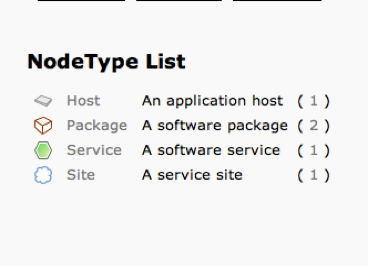 NodeType List
Host An application host ( 1 )
Package A software package ( 2 )
Service A software service ( 1 )
Site A service site ( 1 )